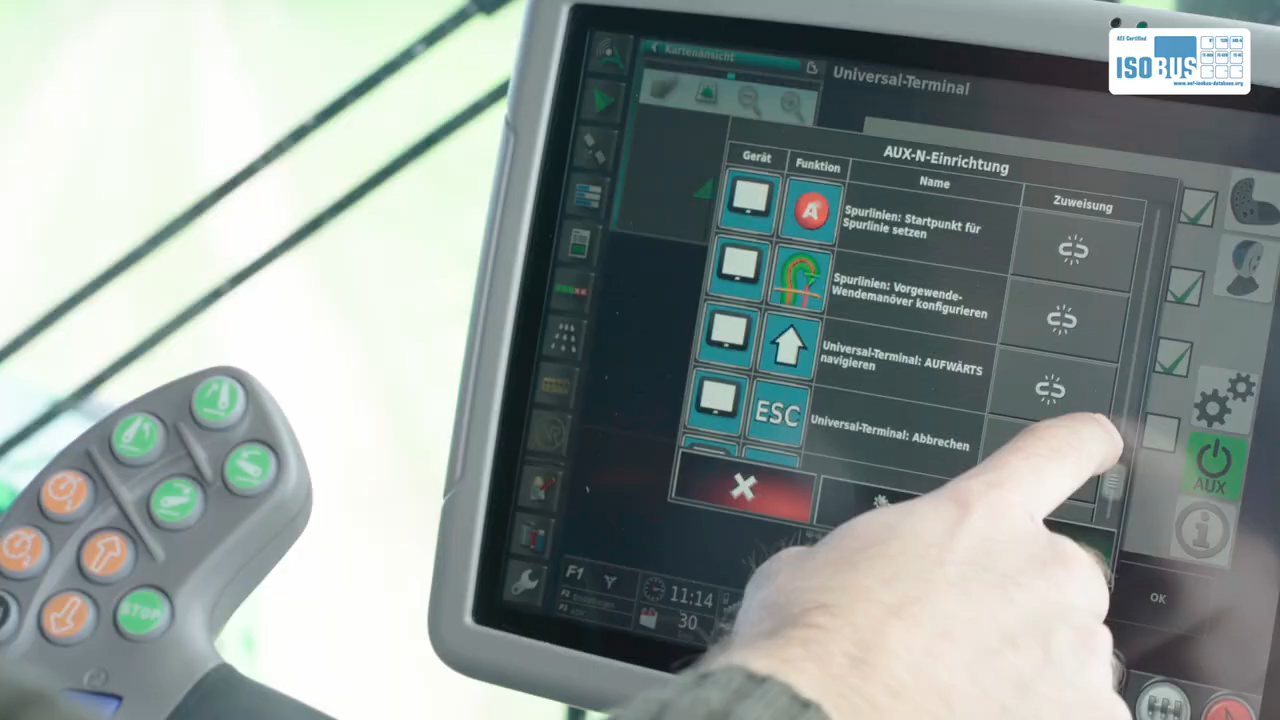 AEF Certified
ISOBUS
www.aef-isobus-database.org
Kartenansicht
Universal-Terminal
AUX-N-Einrichtung
Gerät
Funktion
Name
Zuweisung
A
Spurlinien: Startpunkt für
Spurlinie setzen
Spurlinien: Vorgewende-
Wendemanöver konfigurieren
Universal-Terminal: AUFWÄRTS
navigieren
ESC
Universal-Terminal: Abbrechen
AUX
OK
F1
11:14
30
STOP